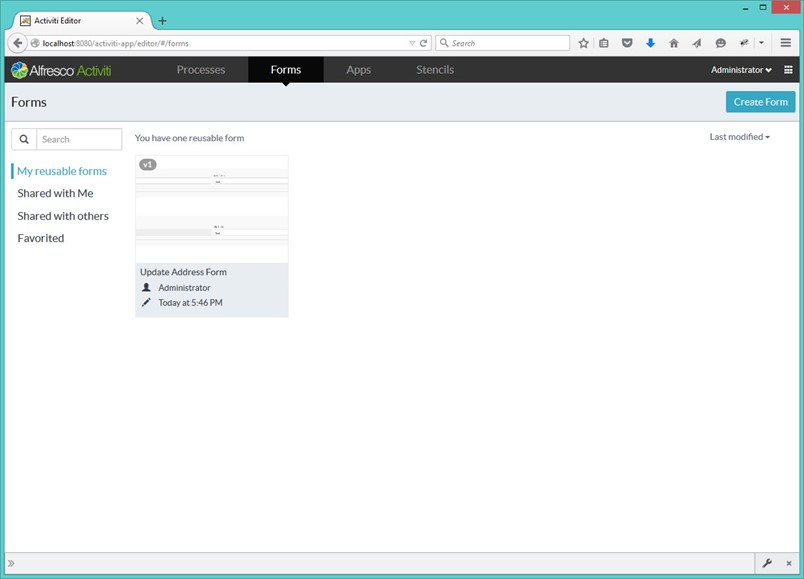 Activiti Editor
localhost:8080/activiti-app/editor/#/forms
Search
Alfresco Activiti
Processes
Forms
Apps
Stencils
Administrator
Forms
Create Form
Search
You have one reusable form
Last modified
My reusable forms
Shared with Me
Shared with others
Favorited
v1
Update Address Form
Administrator
Today at 5:46 PM